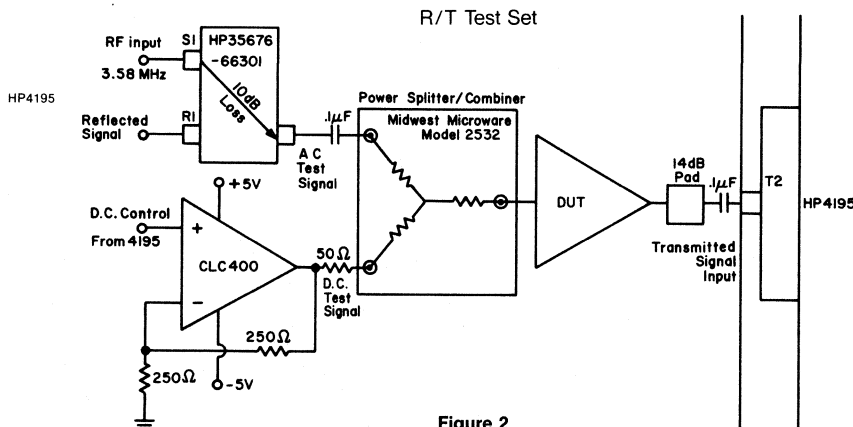 R/T Test Set
RF input
3.58 MHz
S1
HP35676
-66301
10dB
Loss
HP4195
Reflected
Signal
R1
.1μF
AC
Test
Signal
Power Splitter/Combiner
Midwest Microware
Model 2532
DUT
14dB
Pad
.1μF
T2
HP4195
Transmitted
Signal
Input
+5V
D.C. Control
From 4195
+
CLC400
−
50Ω
D.C.
Test
Signal
250Ω
250Ω
-5V
Figure 2